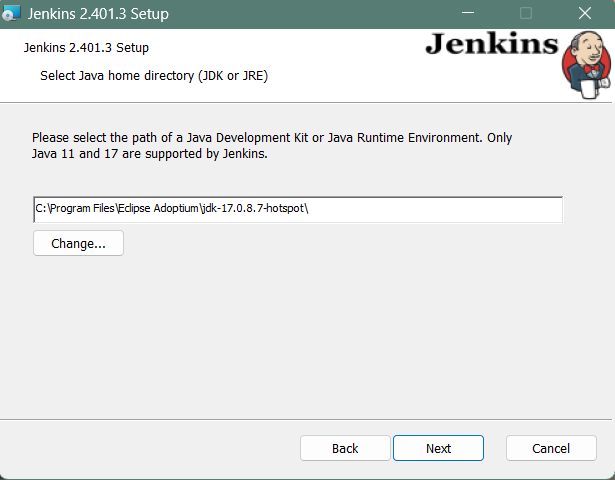 Jenkins 2.401.3 Setup
Jenkins 2.401.3 Setup
Jenkins
Select Java home directory (JDK or JRE)
Please select the path of a Java Development Kit or Java Runtime Environment. Only
Java 11 and 17 are supported by Jenkins.
C:\Program Files\Eclipse Adoptium\jdk-17.0.8.7-hotspot\
Change...
Back
Next
Cancel